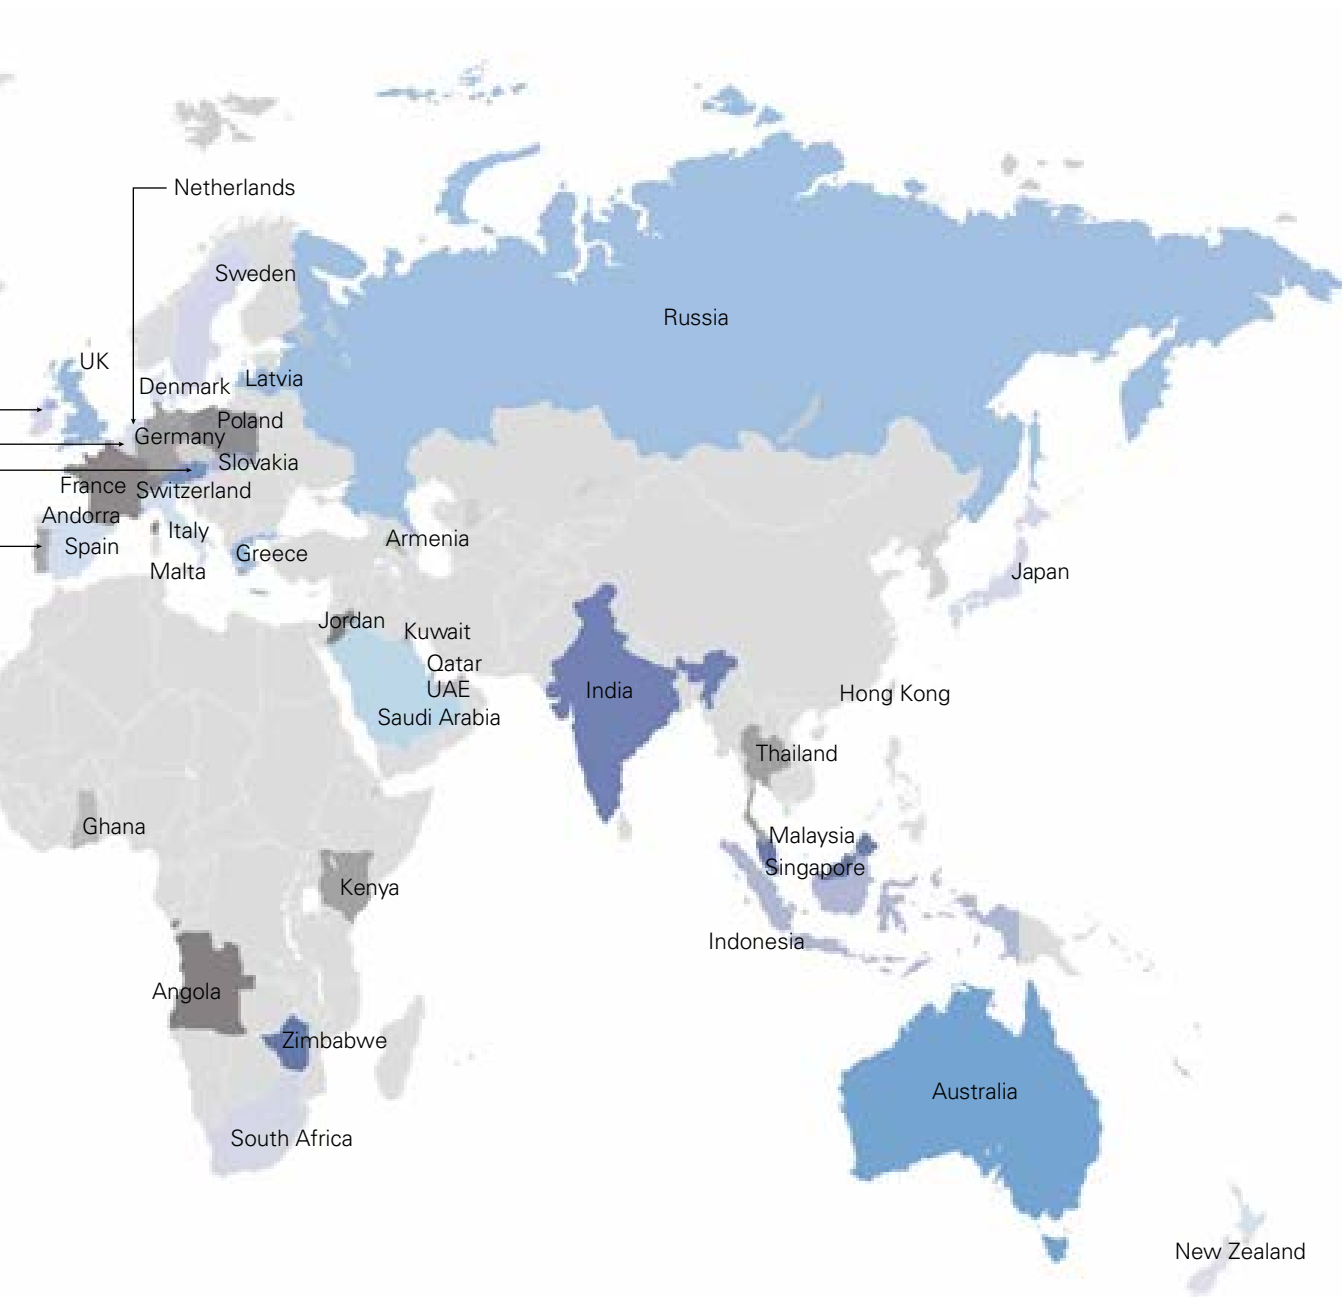 Netherlands
Sweden
Russia
UK
Denmark
Latvia
Poland
Germany
Slovakia
France
Switzerland
Andorra
Italy
Armenia
Spain
Greece
Malta
Japan
Jordan
Kuwait
Qatar
UAE
India
Hong Kong
Saudi Arabia
Thailand
Ghana
Malaysia
Singapore
Kenya
Indonesia
Angola
Zimbabwe
Australia
South Africa
New Zealand